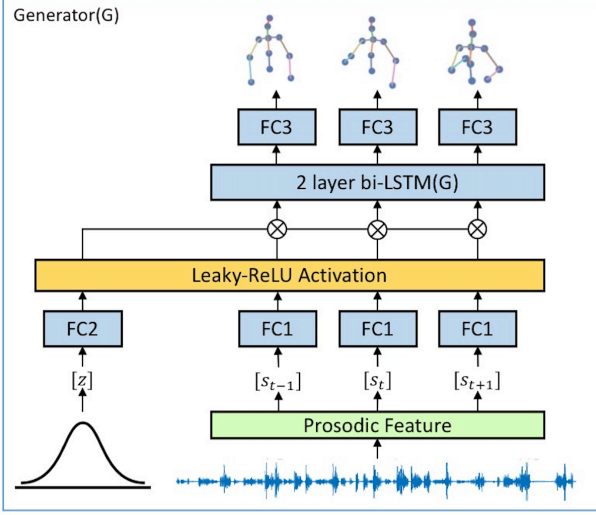 Generator(G)
FC3 FC3 FC3
2 layer bi-LSTM(G)
Leaky-ReLU Activation
FC2 FC1 FC1 FC1
[z] [s_{t-1}] [s_t] [s_{t+1}]
Prosodic Feature